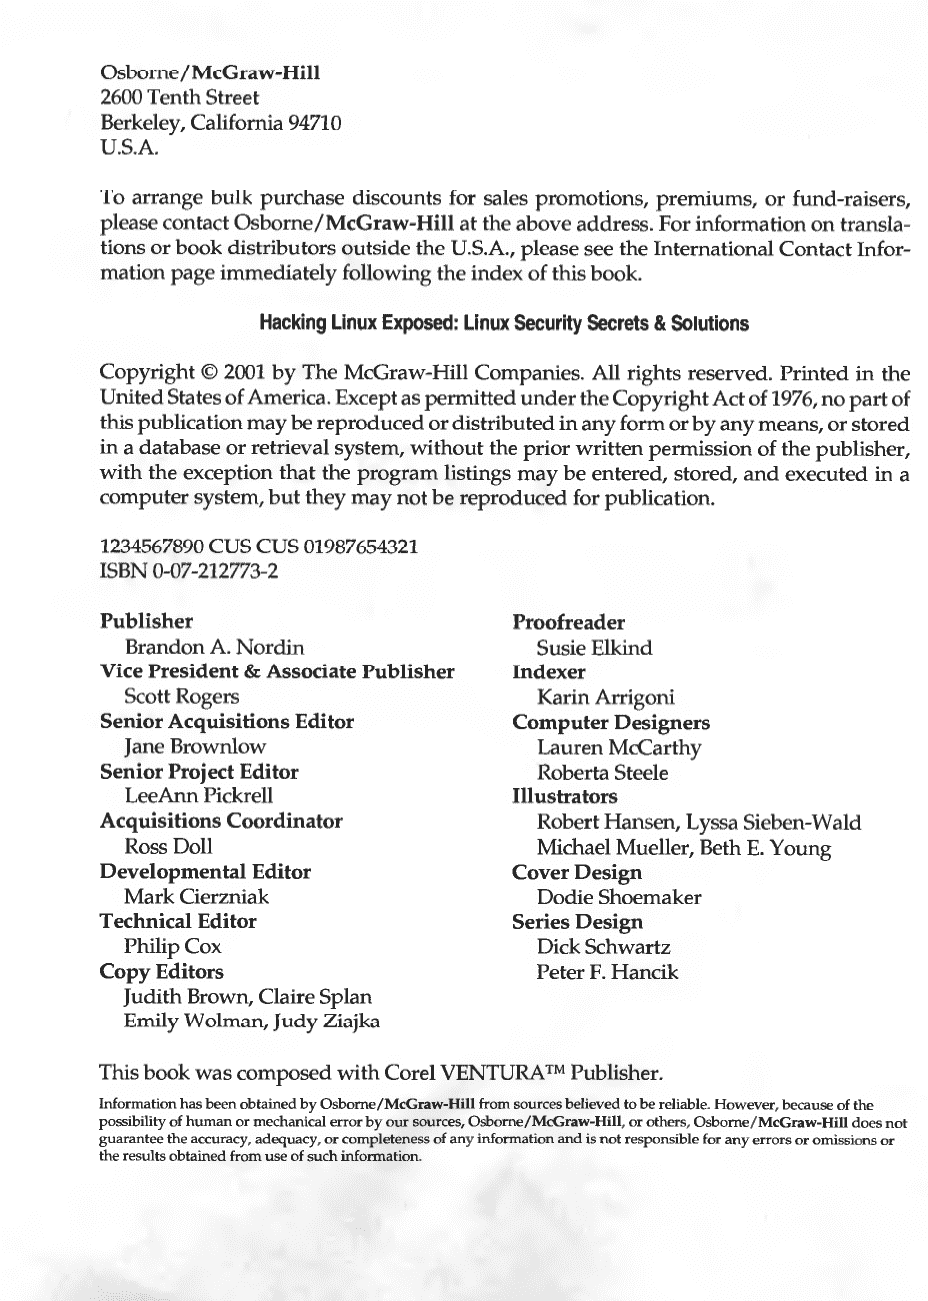 Osborne/McGraw-Hill
2600 Tenth Street
Berkeley, California 94710
U.S.A.
To arrange bulk purchase discounts for sales promotions, premiums, or fund-raisers,
please contact Osborne/McGraw-Hill at the above address. For information on transla-
tions or book distributors outside the U.S.A., please see the International Contact Infor-
mation page immediately following the index of this book.
Hacking Linux Exposed: Linux Security Secrets & Solutions
Copyright © 2001 by The McGraw-Hill Companies. All rights reserved. Printed in the
United States of America. Except as permitted under the Copyright Act of 1976, no part of
this publication may be reproduced or distributed in any form or by any means, or stored
in a database or retrieval system, without the prior written permission of the publisher,
with the exception that the program listings may be entered, stored, and executed in a
computer system, but they may not be reproduced for publication.
1234567890 CUS CUS 01987654321
ISBN 0-07-212773-2
Publisher
Brandon A. Nordin
Vice President & Associate Publisher
Scott Rogers
Senior Acquisitions Editor
Jane Brownlow
Senior Project Editor
LeeAnn Pickrell
Acquisitions Coordinator
Ross Doll
Developmental Editor
Mark Cierzniak
Technical Editor
Philip Cox
Copy Editors
Judith Brown, Claire Splan
Emily Wolman, Judy Ziajka
Proofreader
Susie Elkind
Indexer
Karin Arrigoni
Computer Designers
Lauren McCarthy
Roberta Steele
Illustrators
Robert Hansen, Lyssa Sieben-Wald
Michael Mueller, Beth E. Young
Cover Design
Dodie Shoemaker
Series Design
Dick Schwartz
Peter F. Hancik
This book was composed with Corel VENTURA™ Publisher.
Information has been obtained by Osborne/McGraw-Hill from sources believed to be reliable. However, because of the
possibility of human or mechanical error by our sources, Osborne/McGraw-Hill, or others, Osborne/McGraw-Hill does not
guarantee the accuracy, adequacy, or completeness of any information and is not responsible for any errors or omissions or
the results obtained from use of such information.